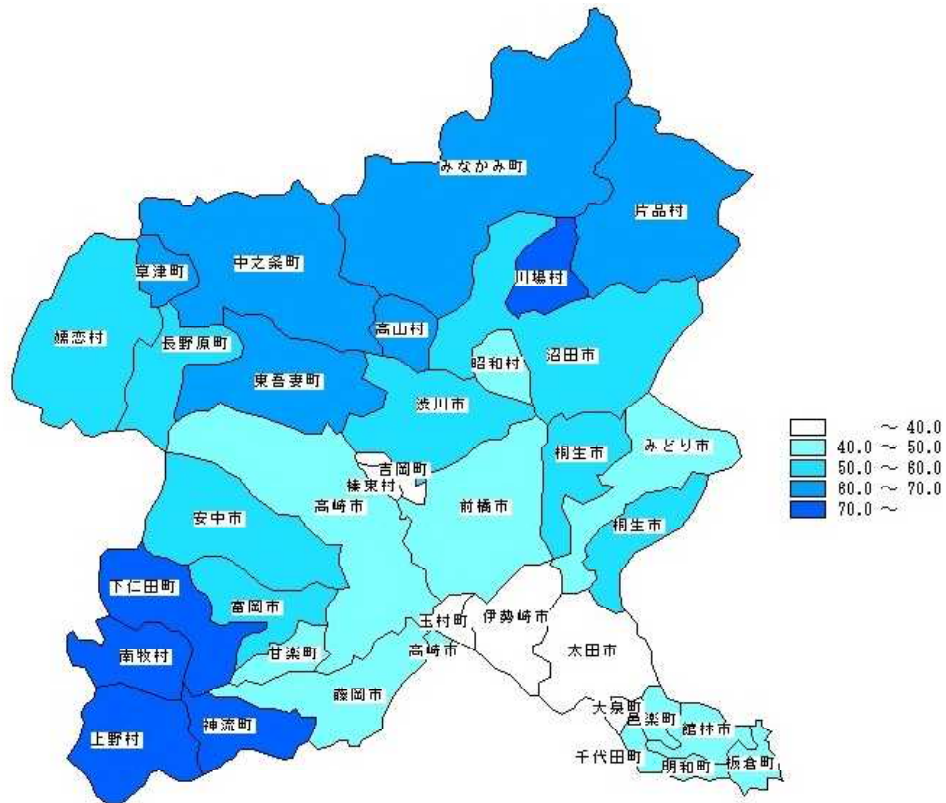 みなかみ町
片品村
草津町
中之条町
川場村
嬬恋村
長野原町
高山村
沼田市
昭和村
東吾妻町
渋川市
みどり市
桐生市
吉岡町
榛東村
高崎市
前橋市
安中市
桐生市
下仁田町
富岡市
玉村町
伊勢崎市
甘楽町
高崎市
太田市
南牧村
藤岡市
大泉町
邑楽町
館林市
神流町
上野村
千代田町
明和町
板倉町
～ 40.0
40.0 ～ 50.0
50.0 ～ 60.0
60.0 ～ 70.0
70.0 ～